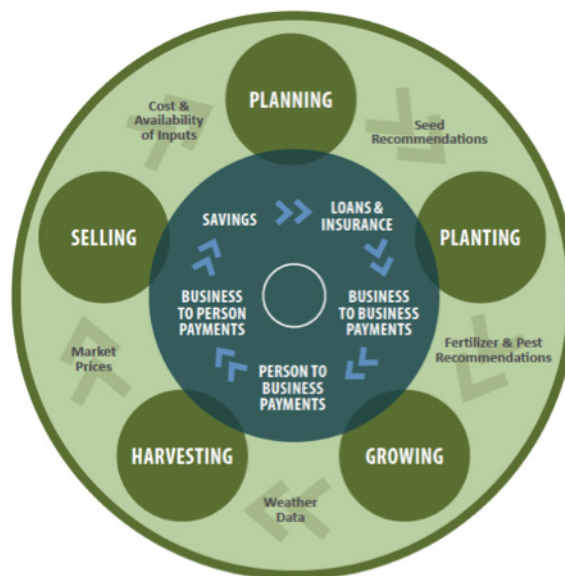 PLANNING
Cost &
Availability
of Inputs
Seed
Recommendations
SAVINGS
LOANS &
INSURANCE
SELLING
PLANTING
BUSINESS
TO PERSON
PAYMENTS
BUSINESS
TO BUSINESS
PAYMENTS
Market
Prices
Fertilizer & Pest
Recommendations
PERSON TO
BUSINESS
PAYMENTS
HARVESTING
GROWING
Weather
Data